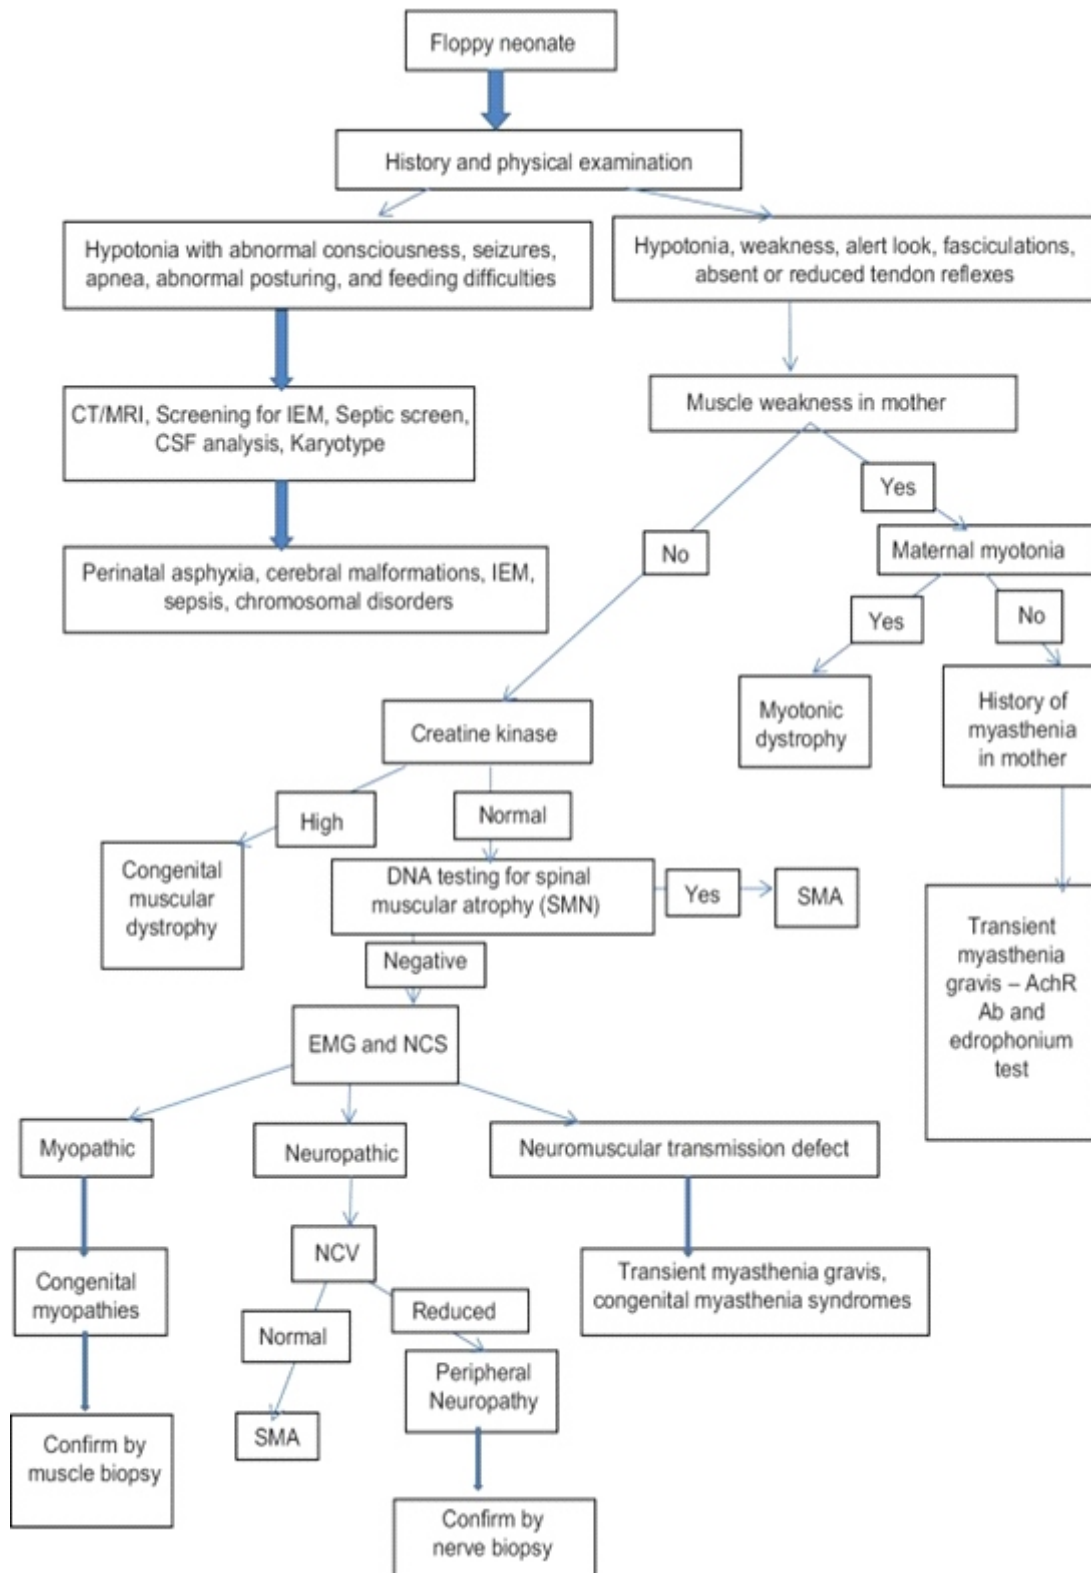 Floppy neonate
History and physical examination
Hypotonia with abnormal consciousness, seizures,
apnea, abnormal posturing, and feeding difficulties
Hypotonia, weakness, alert look, fasciculations,
absent or reduced tendon reflexes
CT/MRI, Screening for IEM, Septic screen,
CSF analysis, Karyotype
Muscle weakness in mother
Yes
No
Maternal myotonia
Perinatal asphyxia, cerebral malformations, IEM,
sepsis, chromosomal disorders
Yes
No
Myotonic
dystrophy
History of
myasthenia
in mother
Creatine kinase
High
Normal
Congenital
muscular
dystrophy
DNA testing for spinal
muscular atrophy (SMN)
Yes
SMA
Negative
Transient
myasthenia
gravis – AchR
Ab and
edrophonium
test
EMG and NCS
Myopathic
Neuropathic
Neuromuscular transmission defect
NCV
Congenital
myopathies
Transient myasthenia gravis,
congenital myasthenia syndromes
Normal
Reduced
Peripheral
Neuropathy
SMA
Confirm by
muscle biopsy
Confirm by
nerve biopsy